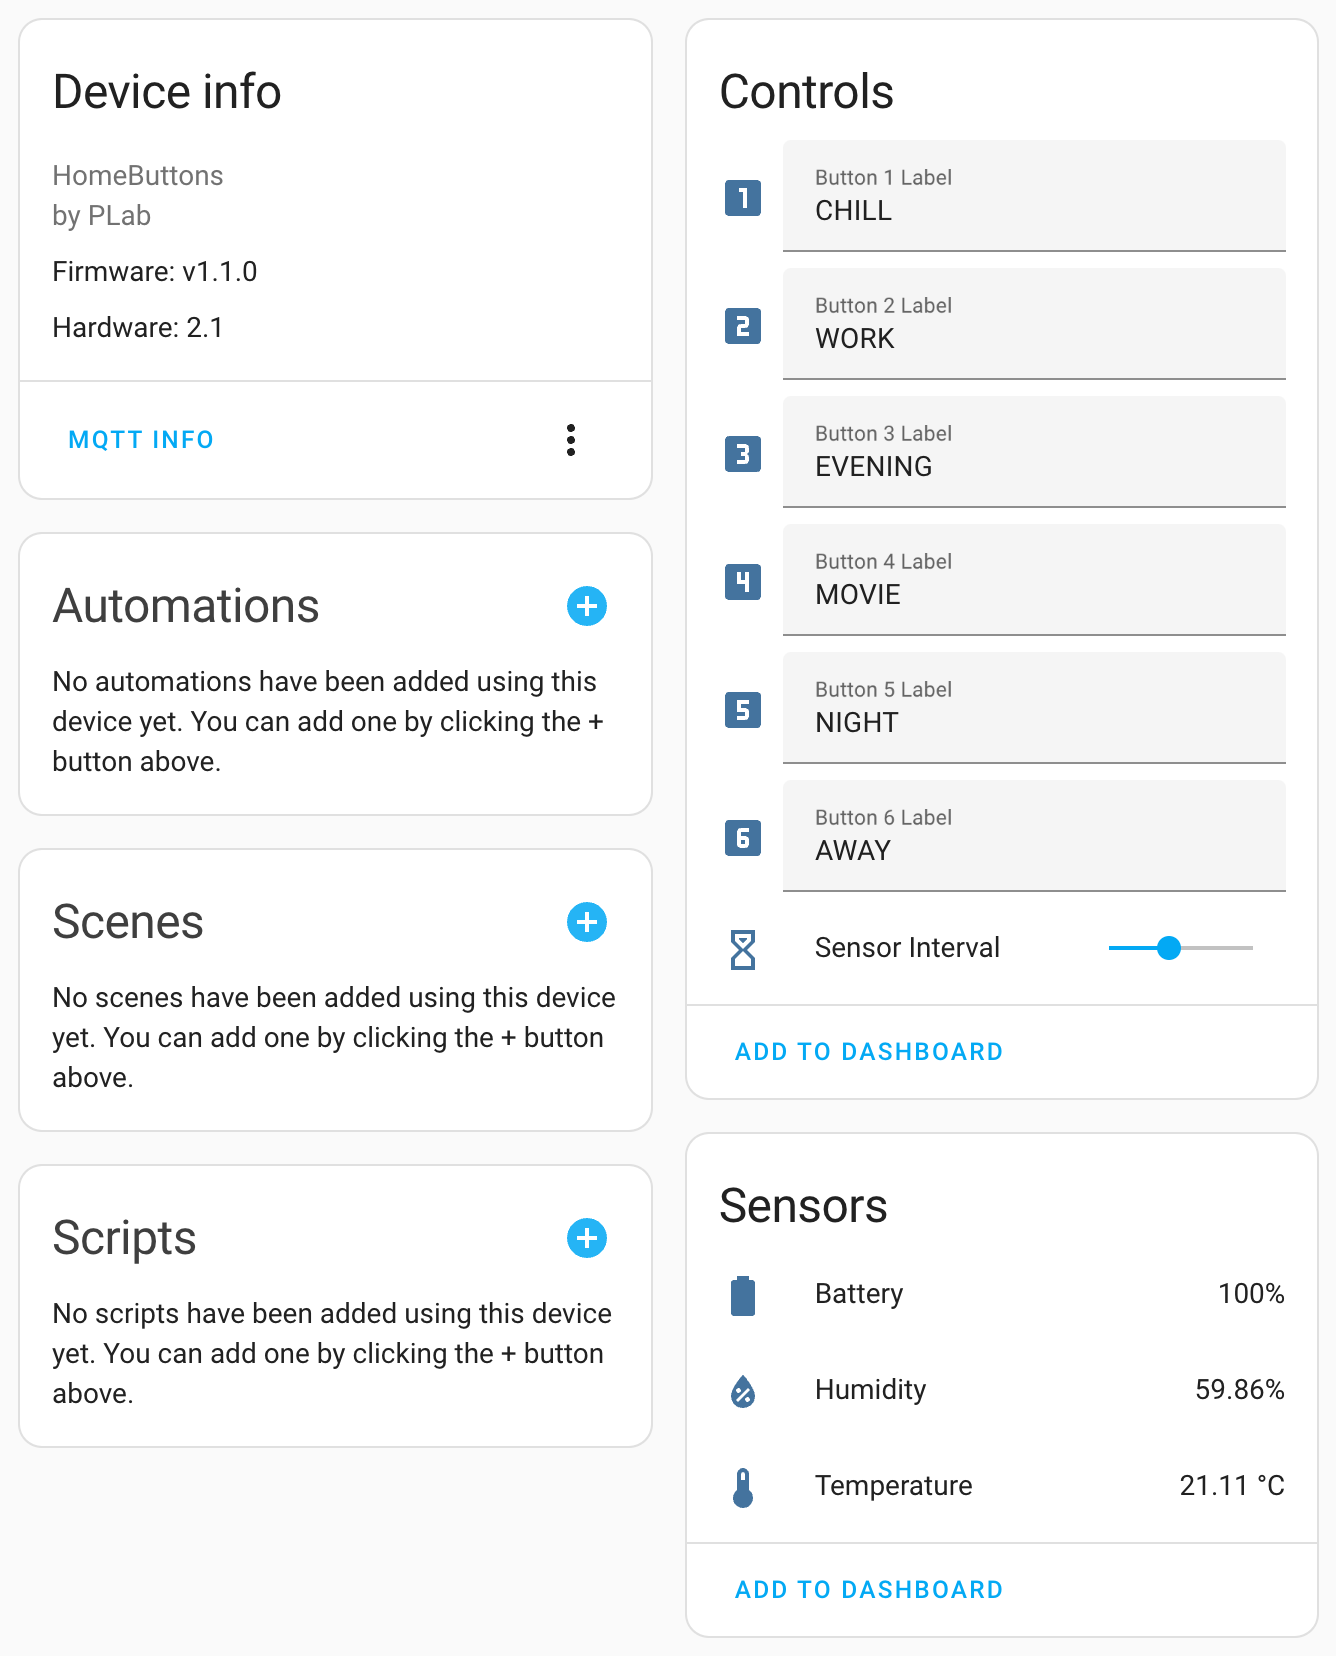 Device info
HomeButtons
by PLab
Firmware: v1.1.0
Hardware: 2.1
MQTT INFO
Automations
No automations have been added using this
device yet. You can add one by clicking the +
button above.
Scenes
No scenes have been added using this device
yet. You can add one by clicking the + button
above.
Scripts
No scripts have been added using this device
yet. You can add one by clicking the + button
above.
Controls
1
Button 1 Label
CHILL
2
Button 2 Label
WORK
3
Button 3 Label
EVENING
4
Button 4 Label
MOVIE
5
Button 5 Label
NIGHT
6
Button 6 Label
AWAY
Sensor Interval
ADD TO DASHBOARD
Sensors
Battery 100%
Humidity 59.86%
Temperature 21.11 °C
ADD TO DASHBOARD